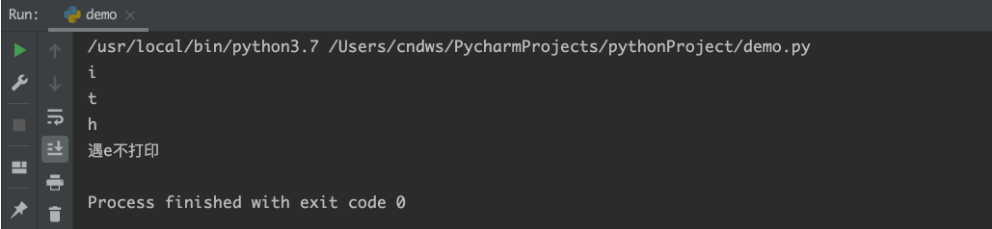 Run: demo
/usr/local/bin/python3.7 /Users/cndws/PycharmProjects/pythonProject/demo.py
i
t
h
遇e不打印
Process finished with exit code 0